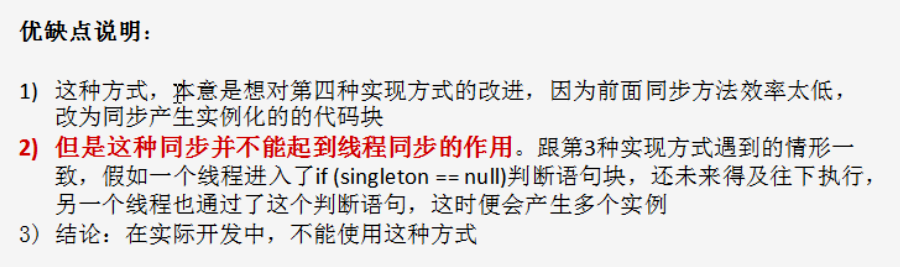 优缺点说明：
1) 这种方式，本意是想对第四种实现方式的改进，因为前面同步方法效率太低，
改为同步产生实例化的的代码块
2) 但是这种同步并不能起到线程同步的作用。跟第3种实现方式遇到的情形一
致，假如一个线程进入了if (singleton == null)判断语句块，还未来得及往下执行，
另一个线程也通过了这个判断语句，这时便会产生多个实例
3) 结论：在实际开发中，不能使用这种方式